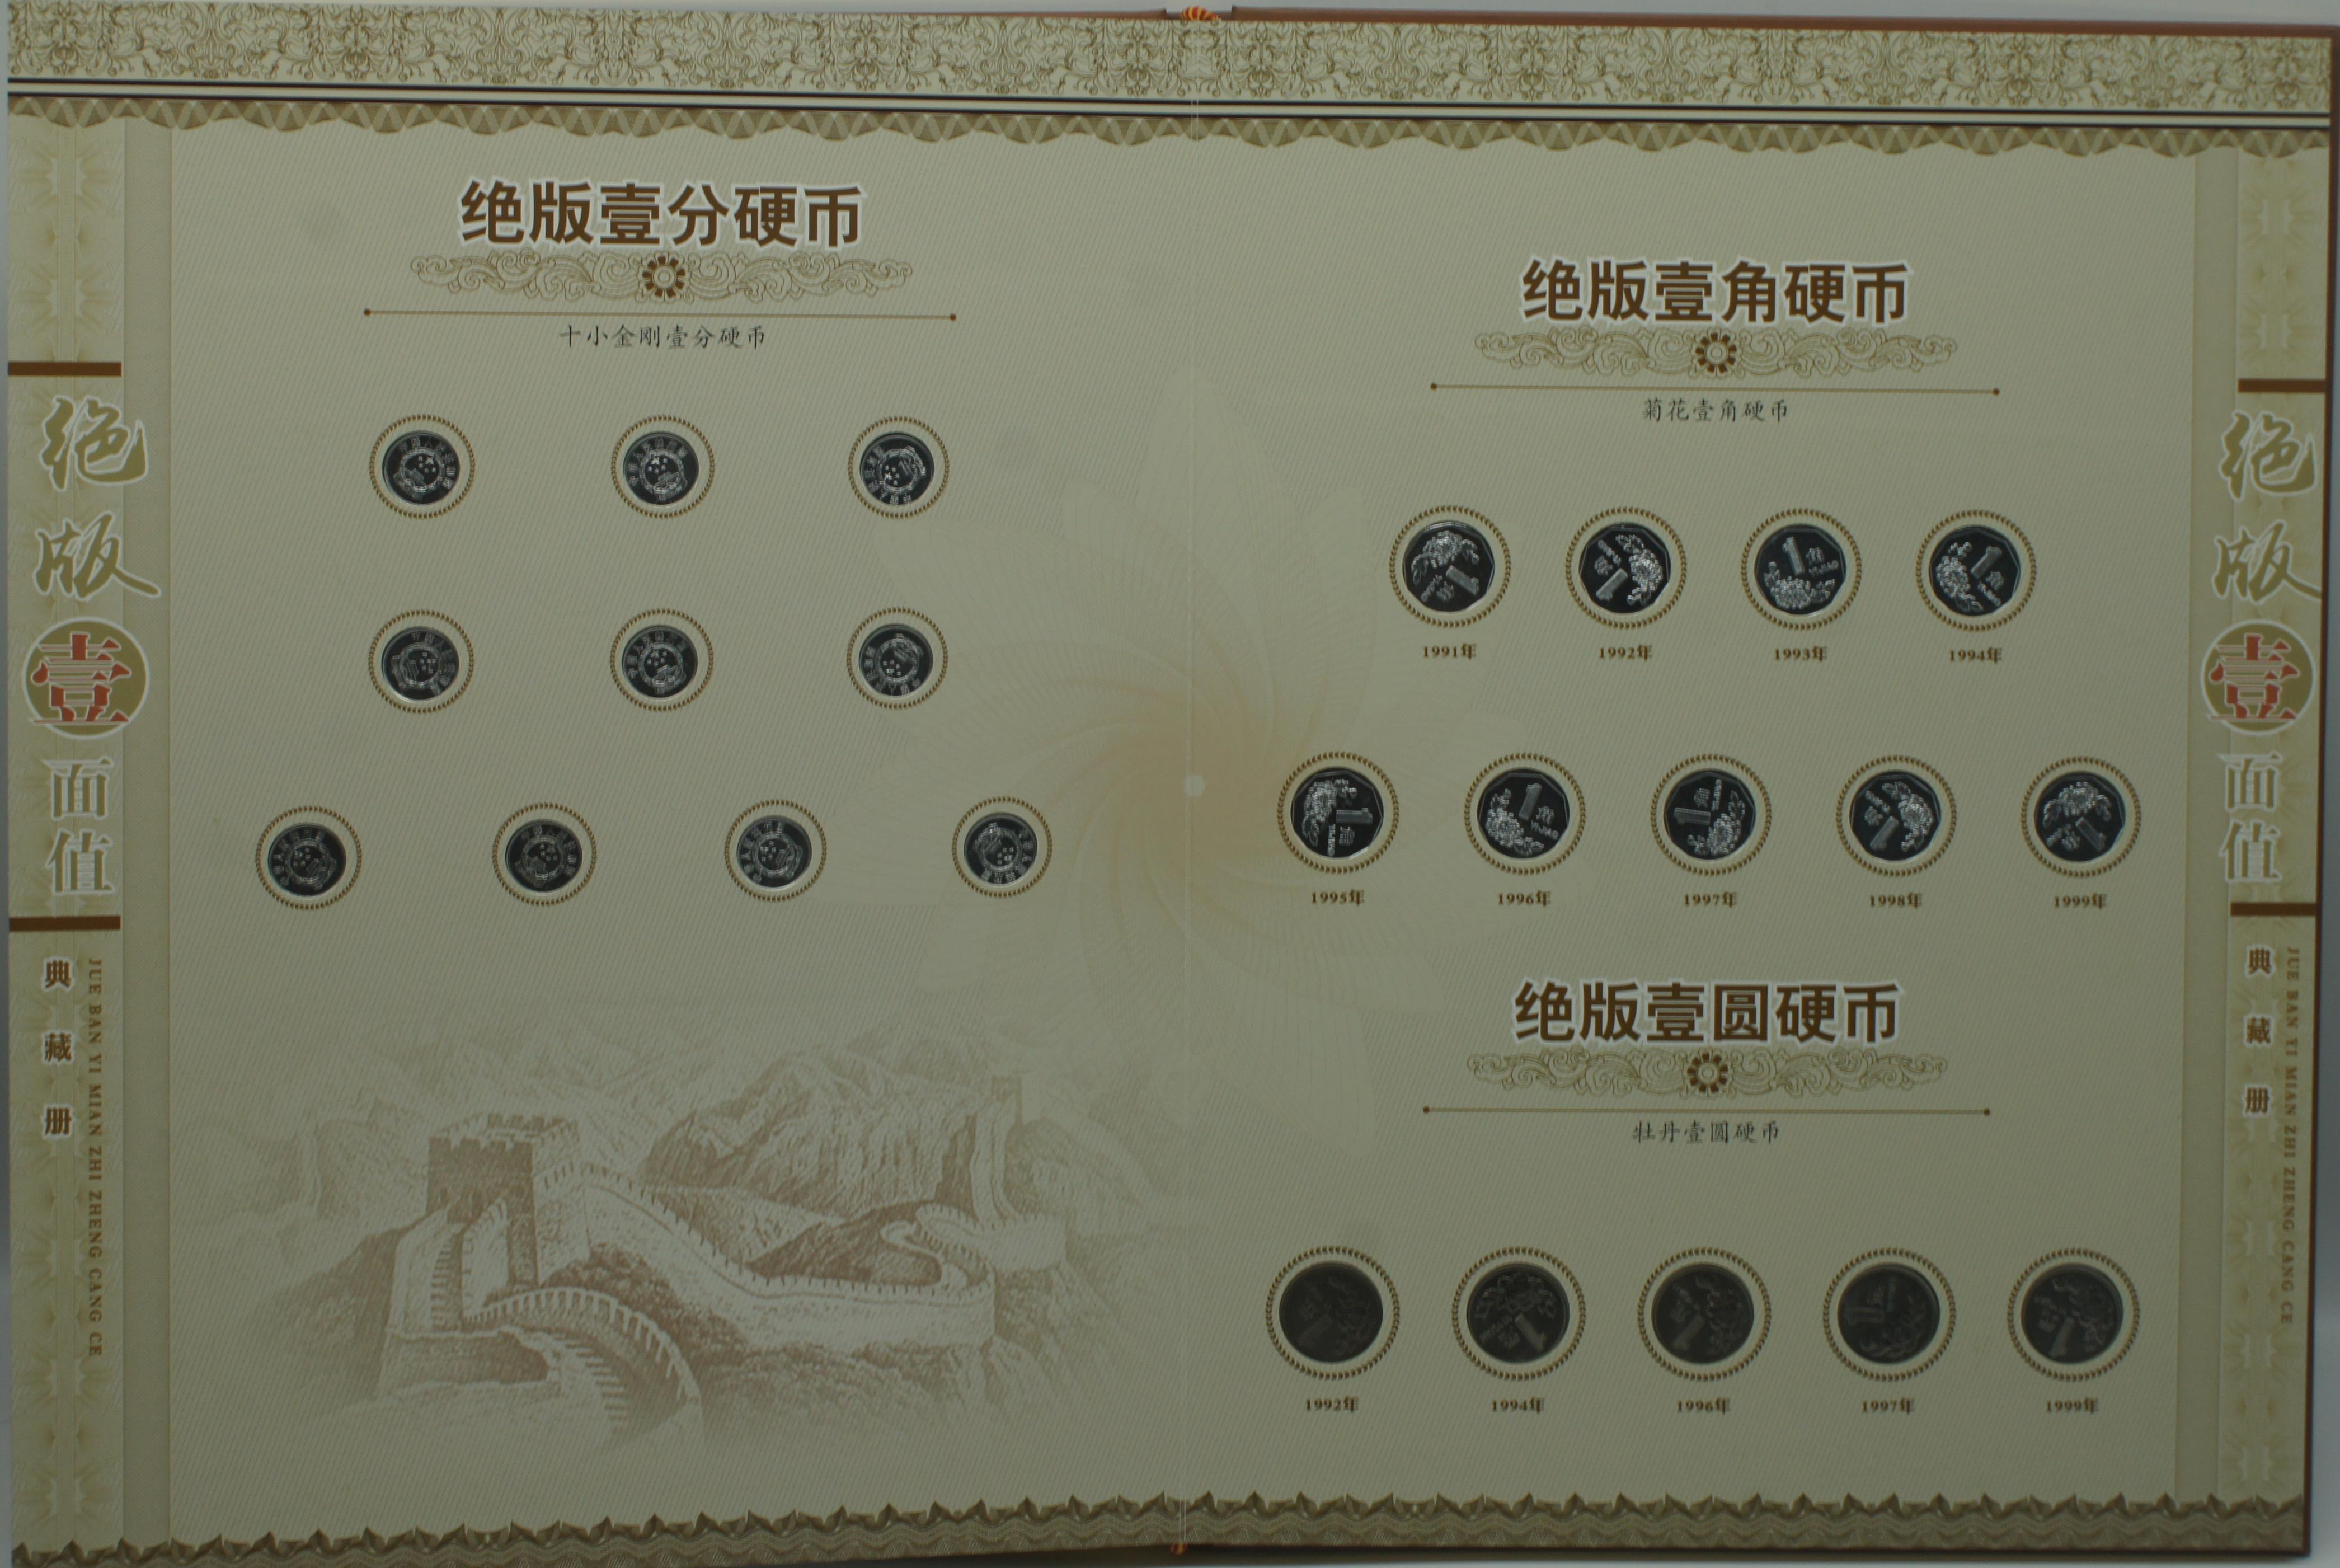 绝版壹分硬币
十小金刚壹分硬币
绝版壹角硬币
菊花壹角硬币
1991年
1992年
1993年
1994年
1995年
1996年
1997年
1998年
1999年
绝版壹圆硬币
牡丹壹圆硬币
1992年
1994年
1996年
1997年
1999年
绝版壹面值
典藏册
JUE BAN YI MIAN ZHI ZHENG CANG CE
绝版壹面值
典藏册
JUE BAN YI MIAN ZHI ZHENG CANG CE